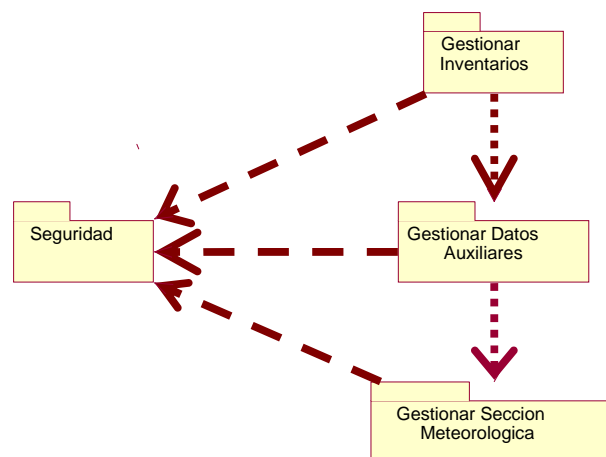 Gestionar
Inventarios
Seguridad
Gestionar Datos
Auxiliares
Gestionar Seccion
Meteorologica